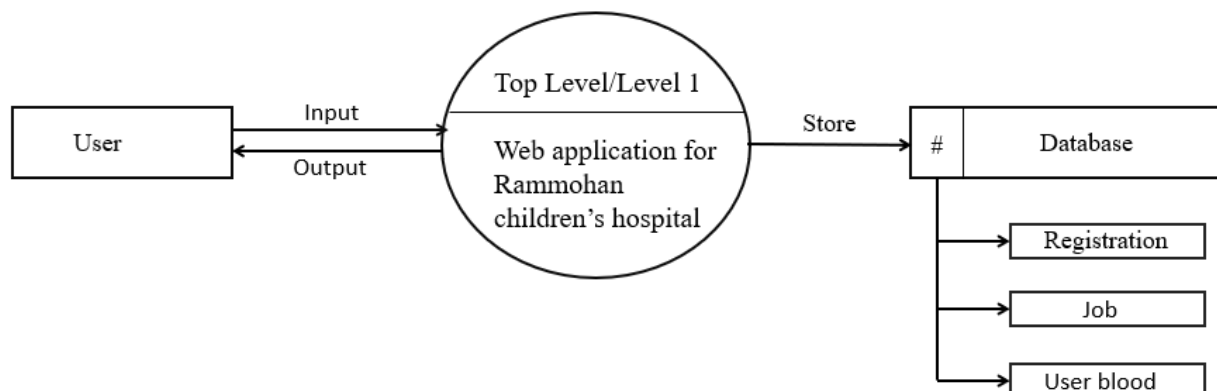 Top Level/Level 1
User
Input
Output
Web application for
Rammohan
children’s hospital
Store
#
Database
Registration
Job
User blood